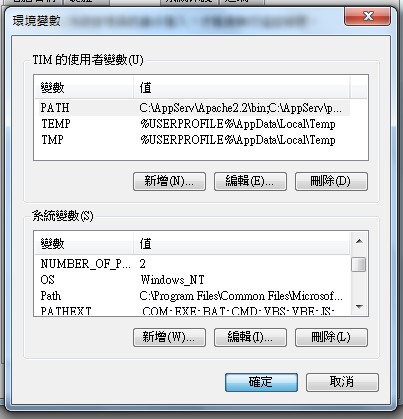 環境變數
TIM 的使用者變數(U)
變數 值
PATH C:\AppServ\Apache2.2\bin;C:\AppServ\p...
TEMP %USERPROFILE%\AppData\Local\Temp
TMP %USERPROFILE%\AppData\Local\Temp
新增(N)... 編輯(E)... 刪除(D)
系統變數(S)
變數 值
NUMBER_OF_P... 2
OS Windows_NT
Path C:\Program Files\Common Files\Microsof...
PATHEXT .COM;.EXE;.BAT;.CMD;.VBS;.VBE;.JS;
新增(W)... 編輯(I)... 刪除(L)
確定 取消